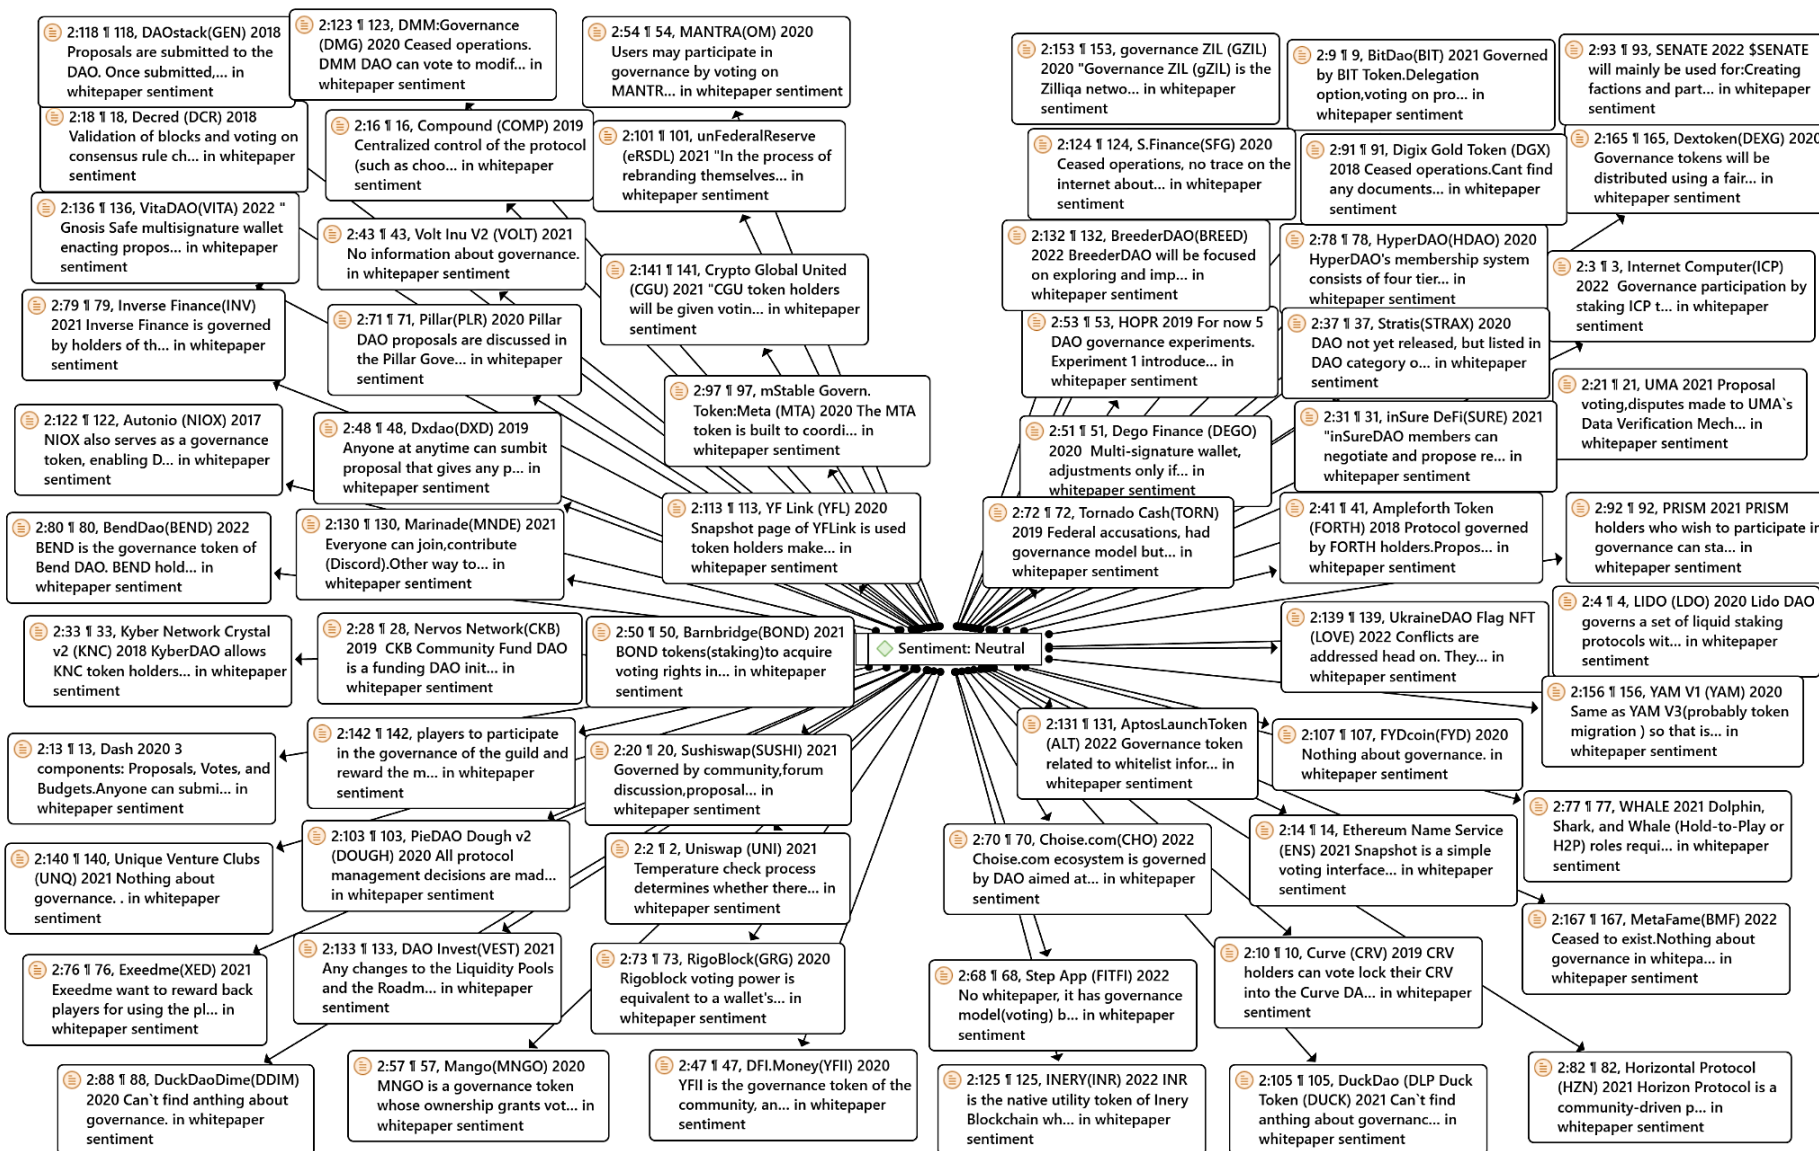 2:118 ¶ 118, DAOstack(GEN) 2018
Proposals are submitted to the
DAO. Once submitted,... in
whitepaper sentiment
2:123 ¶ 123, DMM:Governance
(DMG) 2020 Ceased operations.
DMM DAO can vote to modif... in
whitepaper sentiment
2:54 ¶ 54, MANTRA(OM) 2020
Users may participate in
governance by voting on
MANTR... in whitepaper
sentiment
2:18 ¶ 18, Decred (DCR) 2018
Validation of blocks and voting on
consensus rule ch... in whitepaper
sentiment
2:16 ¶ 16, Compound (COMP) 2019
Centralized control of the protocol
(such as choo... in whitepaper
sentiment
2:101 ¶ 101, unFederalReserve
(eRSDL) 2021 "In the process of
rebranding themselves... in
whitepaper sentiment
2:136 ¶ 136, VitaDAO(VITA) 2022 "
Gnosis Safe multisignature wallet
enacting propos... in whitepaper
sentiment
2:43 ¶ 43, Volt Inu V2 (VOLT) 2021
No information about governance.
in whitepaper sentiment
2:141 ¶ 141, Crypto Global United
(CGU) 2021 "CGU token holders
will be given votin... in whitepaper
sentiment
2:79 ¶ 79, Inverse Finance(INV)
2021 Inverse Finance is governed
by holders of th... in whitepaper
sentiment
2:71 ¶ 71, Pillar(PLR) 2020 Pillar
DAO proposals are discussed in
the Pillar Gove... in whitepaper
sentiment
2:97 ¶ 97, mStable Govern.
Token:Meta (MTA) 2020 The MTA
token is built to coordi... in
whitepaper sentiment
2:122 ¶ 122, Autonio (NIOX) 2017
NIOX also serves as a governance
token, enabling D... in whitepaper
sentiment
2:48 ¶ 48, Dxdao(DXD) 2019
Anyone at anytime can sumbit
proposal that gives any p... in
whitepaper sentiment
2:113 ¶ 113, YF Link (YFL) 2020
Snapshot page of YFLink is used
token holders make... in
whitepaper sentiment
2:80 ¶ 80, BendDao(BEND) 2022
BEND is the governance token of
Bend DAO. BEND hold... in
whitepaper sentiment
2:130 ¶ 130, Marinade(MNDE) 2021
Everyone can join,contribute
(Discord).Other way to... in
whitepaper sentiment
2:33 ¶ 33, Kyber Network Crystal
v2 (KNC) 2018 KyberDAO allows
KNC token holders... in whitepaper
sentiment
2:28 ¶ 28, Nervos Network(CKB)
2019 CKB Community Fund DAO
is a funding DAO init... in
whitepaper sentiment
2:50 ¶ 50, Barnbridge(BOND) 2021
BOND tokens(staking)to acquire
voting rights in... in whitepaper
sentiment
2:13 ¶ 13, Dash 2020 3
components: Proposals, Votes, and
Budgets.Anyone can submi... in
whitepaper sentiment
2:142 ¶ 142, players to participate
in the governance of the guild and
reward the m... in whitepaper
sentiment
2:20 ¶ 20, Sushiswap(SUSHI) 2021
Governed by community,forum
discussion,proposal... in
whitepaper sentiment
2:140 ¶ 140, Unique Venture Clubs
(UNQ) 2021 Nothing about
governance. . in whitepaper
sentiment
2:103 ¶ 103, PieDAO Dough v2
(DOUGH) 2020 All protocol
management decisions are mad...
in whitepaper sentiment
2:2 ¶ 2, Uniswap (UNI) 2021
Temperature check process
determines whether there... in
whitepaper sentiment
2:76 ¶ 76, Exeedme(XED) 2021
Exeedme want to reward back
players for using the pl... in
whitepaper sentiment
2:133 ¶ 133, DAO Invest(VEST) 2021
Any changes to the Liquidity Pools
and the Roadm... in whitepaper
sentiment
2:73 ¶ 73, RigoBlock(GRG) 2020
Rigoblock voting power is
equivalent to a wallet's... in
whitepaper sentiment
2:88 ¶ 88, DuckDaoDime(DDIM)
2020 Can`t find anthing about
governance. in whitepaper
sentiment
2:57 ¶ 57, Mango(MNGO) 2020
MNGO is a governance token
whose ownership grants vot... in
whitepaper sentiment
2:47 ¶ 47, DFI.Money(YFII) 2020
YFII is the governance token of the
community, an... in whitepaper
sentiment
Sentiment: Neutral
2:153 ¶ 153, governance ZIL (GZIL)
2020 "Governance ZIL (gZIL) is the
Zilliqa netwo... in whitepaper
sentiment
2:9 ¶ 9, BitDao(BIT) 2021 Governed
by BIT Token.Delegation
option,voting on pro... in
whitepaper sentiment
2:93 ¶ 93, SENATE 2022 $SENATE
will mainly be used for:Creating
factions and part... in whitepaper
sentiment
2:124 ¶ 124, S.Finance(SFG) 2020
Ceased operations, no trace on the
internet about... in whitepaper
sentiment
2:91 ¶ 91, Digix Gold Token (DGX)
2018 Ceased operations.Cant find
any documents... in whitepaper
sentiment
2:165 ¶ 165, Dextoken(DEXG) 2020
Governance tokens will be
distributed using a fair... in
whitepaper sentiment
2:132 ¶ 132, BreederDAO(BREED)
2022 BreederDAO will be focused
on exploring and imp... in
whitepaper sentiment
2:78 ¶ 78, HyperDAO(HDAO) 2020
HyperDAO's membership system
consists of four tier... in
whitepaper sentiment
2:3 ¶ 3, Internet Computer(ICP)
2022 Governance participation by
staking ICP t... in whitepaper
sentiment
2:53 ¶ 53, HOPR 2019 For now 5
DAO governance experiments.
Experiment 1 introduce... in
whitepaper sentiment
2:37 ¶ 37, Stratis(STRAX) 2020
DAO not yet released, but listed in
DAO category o... in whitepaper
sentiment
2:21 ¶ 21, UMA 2021 Proposal
voting,disputes made to UMA`s
Data Verification Mech... in
whitepaper sentiment
2:51 ¶ 51, Dego Finance (DEGO)
2020 Multi-signature wallet,
adjustments only if... in
whitepaper sentiment
2:31 ¶ 31, inSure DeFi(SURE) 2021
"inSureDAO members can
negotiate and propose re... in
whitepaper sentiment
2:72 ¶ 72, Tornado Cash(TORN)
2019 Federal accusations, had
governance model but... in
whitepaper sentiment
2:41 ¶ 41, Ampleforth Token
(FORTH) 2018 Protocol governed
by FORTH holders.Propos... in
whitepaper sentiment
2:92 ¶ 92, PRISM 2021 PRISM
holders who wish to participate in
governance can sta... in
whitepaper sentiment
2:139 ¶ 139, UkraineDAO Flag NFT
(LOVE) 2022 Conflicts are
addressed head on. They... in
whitepaper sentiment
2:4 ¶ 4, LIDO (LDO) 2020 Lido DAO
governs a set of liquid staking
protocols wit... in whitepaper
sentiment
2:156 ¶ 156, YAM V1 (YAM) 2020
Same as YAM V3(probably token
migration ) so that is... in
whitepaper sentiment
2:131 ¶ 131, AptosLaunchToken
(ALT) 2022 Governance token
related to whitelist infor... in
whitepaper sentiment
2:107 ¶ 107, FYDcoin(FYD) 2020
Nothing about governance. in
whitepaper sentiment
2:77 ¶ 77, WHALE 2021 Dolphin,
Shark, and Whale (Hold-to-Play or
H2P) roles requi... in whitepaper
sentiment
2:70 ¶ 70, Choise.com(CHO) 2022
Choise.com ecosystem is governed
by DAO aimed at... in whitepaper
sentiment
2:14 ¶ 14, Ethereum Name Service
(ENS) 2021 Snapshot is a simple
voting interface... in whitepaper
sentiment
2:167 ¶ 167, MetaFame(BMF) 2022
Ceased to exist.Nothing about
governance in whitepa... in
whitepaper sentiment
2:68 ¶ 68, Step App (FITFI) 2022
No whitepaper, it has governance
model(voting) b... in whitepaper
sentiment
2:10 ¶ 10, Curve (CRV) 2019 CRV
holders can vote lock their CRV
into the Curve DA... in whitepaper
sentiment
2:125 ¶ 125, INERY(INR) 2022 INR
is the native utility token of Inery
Blockchain wh... in whitepaper
sentiment
2:105 ¶ 105, DuckDao (DLP Duck
Token (DUCK) 2021 Can`t find
anthing about governanc... in
whitepaper sentiment
2:82 ¶ 82, Horizontal Protocol
(HZN) 2021 Horizon Protocol is a
community-driven p... in
whitepaper sentiment